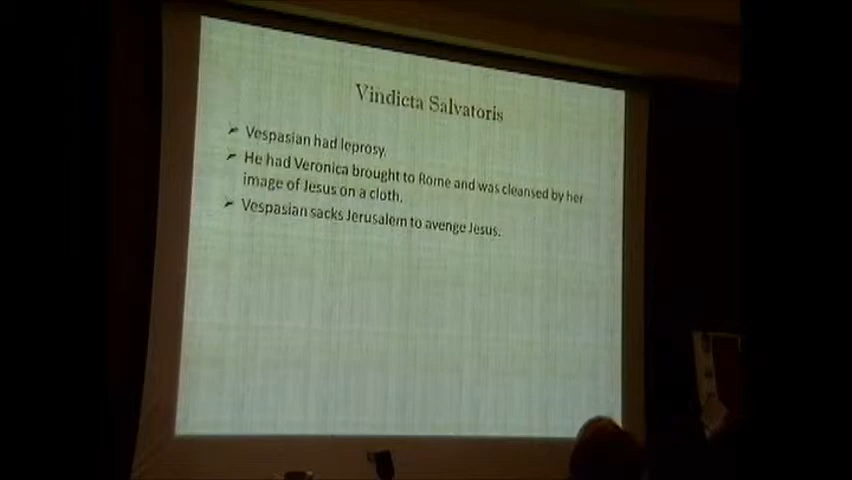 Vindicta Salvatoris
➢ Vespasian had leprosy.
➢ He had Veronica brought to Rome and was cleansed by her
image of Jesus on a cloth.
➢ Vespasian sacks Jerusalem to avenge Jesus.